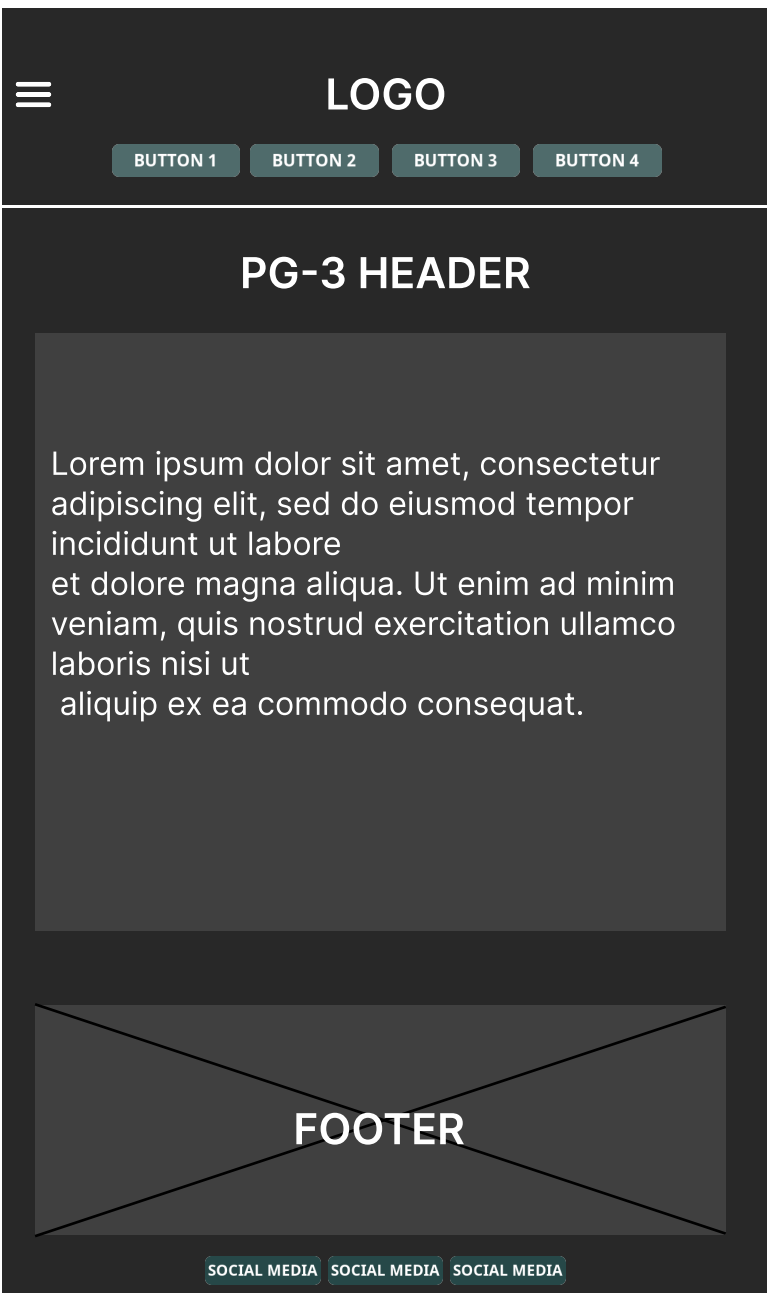 LOGO
BUTTON 1 BUTTON 2 BUTTON 3 BUTTON 4
PG-3 HEADER
Lorem ipsum dolor sit amet, consectetur
adipiscing elit, sed do eiusmod tempor
incididunt ut labore
et dolore magna aliqua. Ut enim ad minim
veniam, quis nostrud exercitation ullamco
laboris nisi ut
aliquip ex ea commodo consequat.
FOOTER
SOCIAL MEDIA SOCIAL MEDIA SOCIAL MEDIA